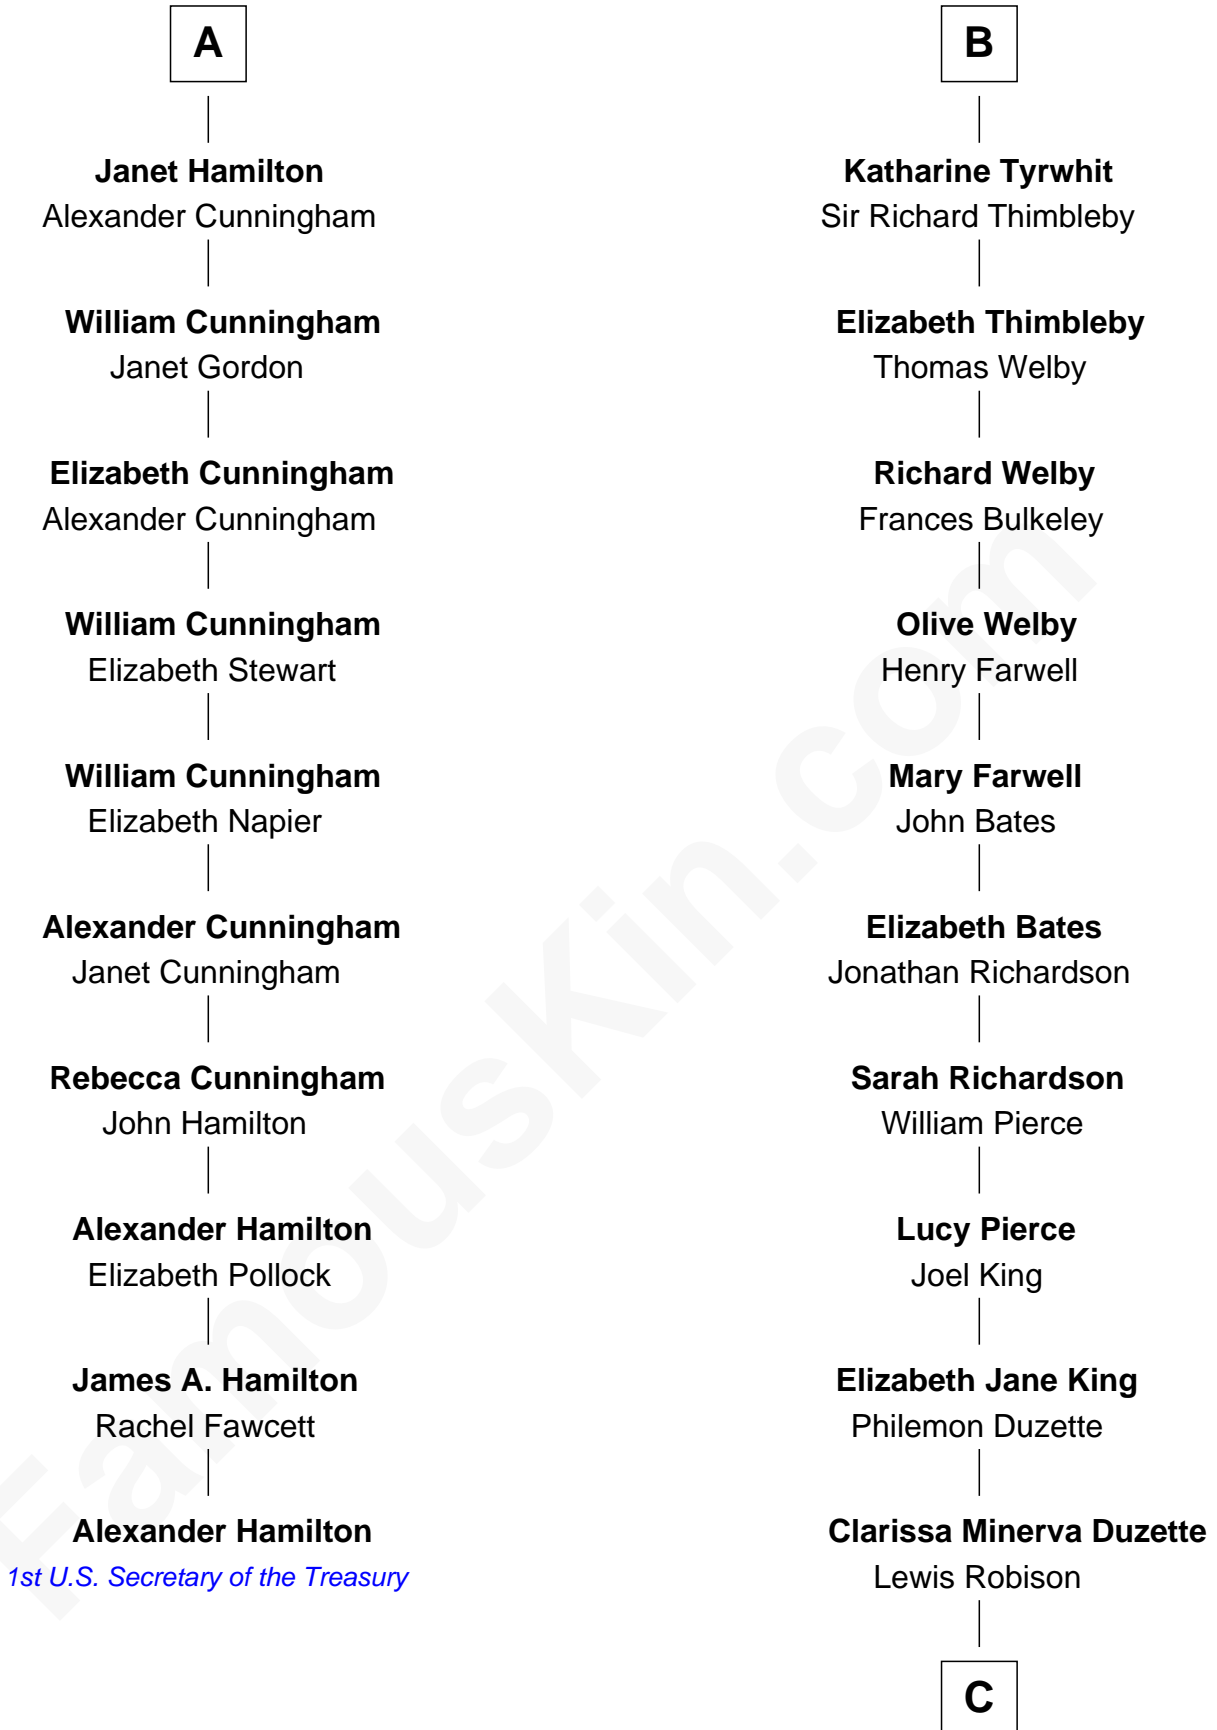 A
Janet Hamilton
Alexander Cunningham
William Cunningham
Janet Gordon
Elizabeth Cunningham
Alexander Cunningham
William Cunningham
Elizabeth Stewart
William Cunningham
Elizabeth Napier
Alexander Cunningham
Janet Cunningham
Rebecca Cunningham
John Hamilton
Alexander Hamilton
Elizabeth Pollock
James A. Hamilton
Rachel Fawcett
Alexander Hamilton
1st U.S. Secretary of the Treasury
B
Katharine Tyrwhit
Sir Richard Thimbleby
Elizabeth Thimbleby
Thomas Welby
Richard Welby
Frances Bulkeley
Olive Welby
Henry Farwell
Mary Farwell
John Bates
Elizabeth Bates
Jonathan Richardson
Sarah Richardson
William Pierce
Lucy Pierce
Joel King
Elizabeth Jane King
Philemon Duzette
Clarissa Minerva Duzette
Lewis Robison
C
FamousKin.com